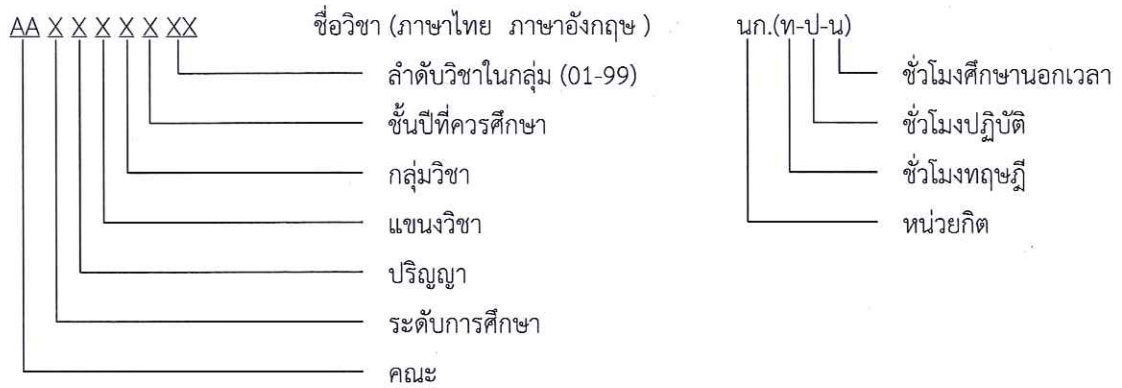 AA X X X X X XX ชื่อวิชา (ภาษาไทย ภาษาอังกฤษ ) นก.(ท-ป-น)
ลำดับวิชาในกลุ่ม (01-99) ชั่วโมงศึกษานอกเวลา
ชั้นปีที่ควรศึกษา ชั่วโมงปฏิบัติ
กลุ่มวิชา ชั่วโมงทฤษฎี
แขนงวิชา หน่วยกิต
ปริญญา
ระดับการศึกษา
คณะ